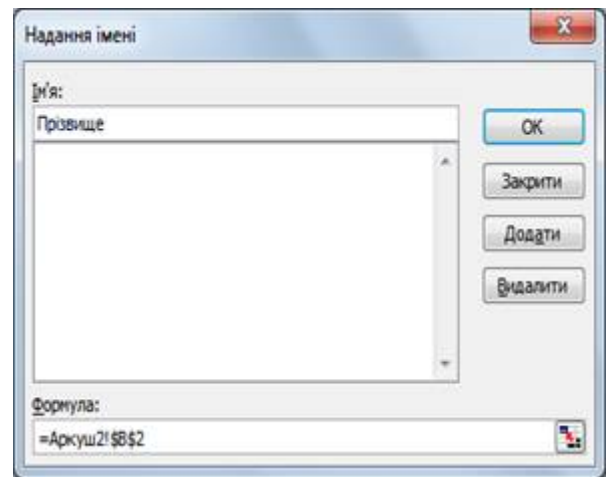 Надання імені
Ім'я:
Прізвище
OK
Закрити
Додати
Видалити
Формула:
=Аркуш2!$B$2